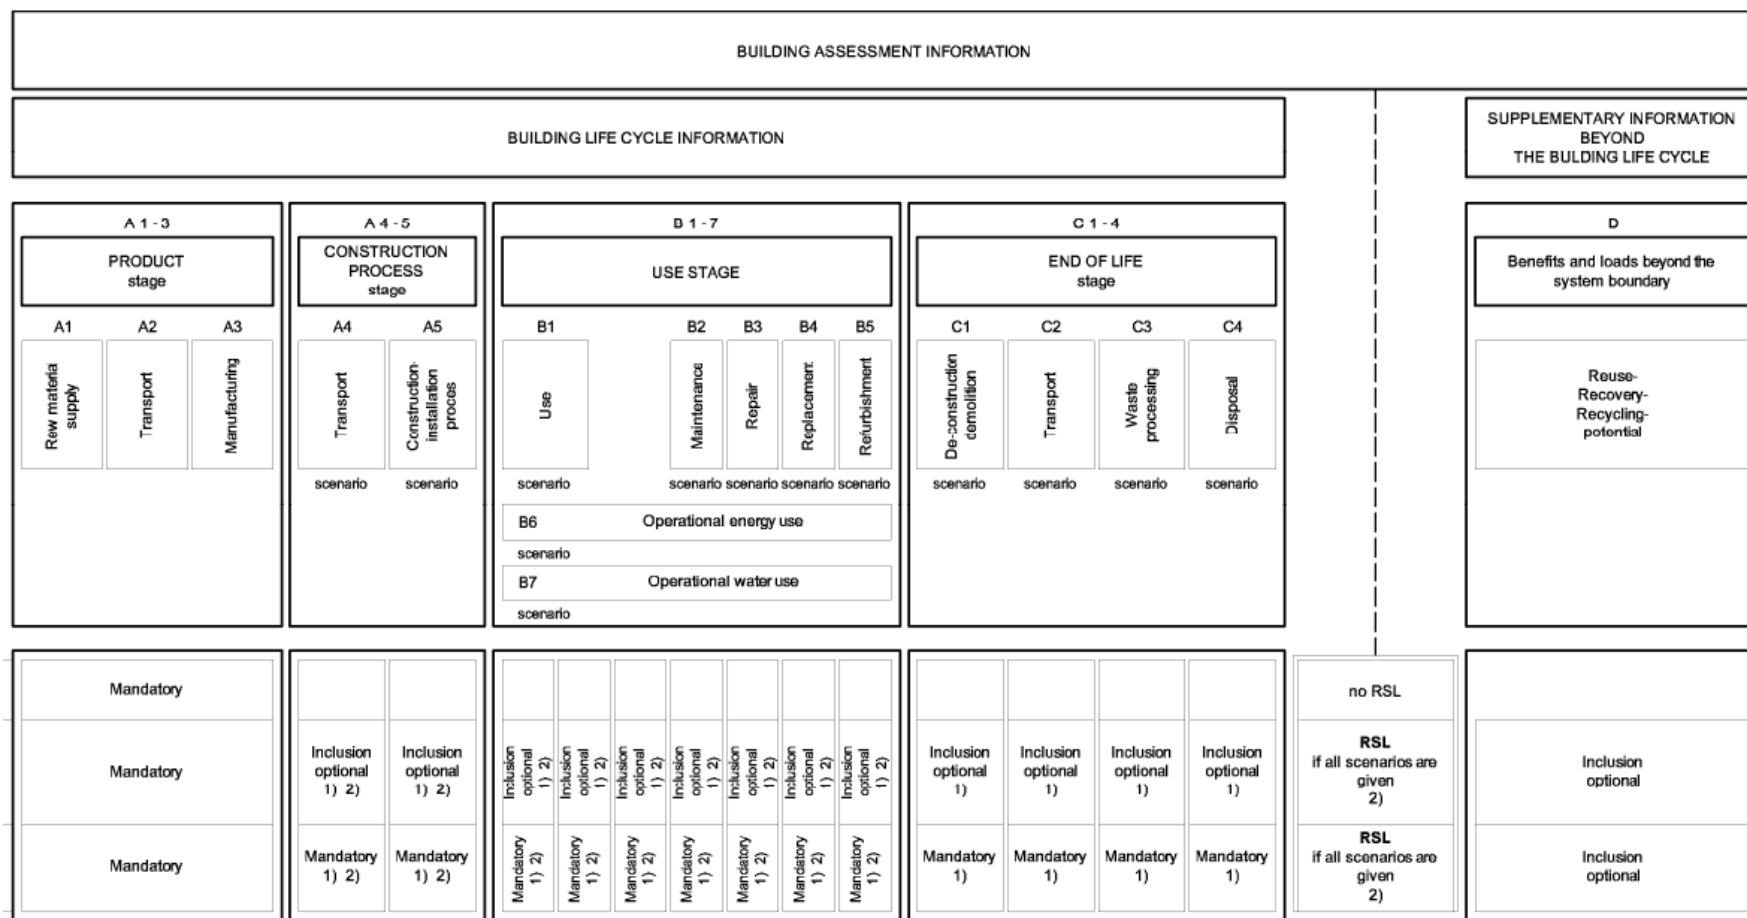 BUILDING ASSESSMENT INFORMATION
BUILDING LIFE CYCLE INFORMATION
SUPPLEMENTARY INFORMATION
BEYOND
THE BULDING LIFE CYCLE
A 1 - 3
PRODUCT
stage
A1
A2
A3
Rew materia
supply
Transport
Manufacturing
A 4 - 5
CONSTRUCTION
PROCESS
stage
A4
A5
Transport
Construction-
installation
proces
scenario
scenario
B 1 - 7
USE STAGE
B1
B2
B3
B4
B5
Use
Maintenance
Repair
Replacement
Refurbishment
scenario
scenario
scenario
scenario
scenario
B6
Operational energy use
scenario
B7
Operational water use
scenario
C 1 - 4
END OF LIFE
stage
C1
C2
C3
C4
De-construction
demolition
Transport
Waste
processing
Disposal
scenario
scenario
scenario
scenario
D
Benefits and loads beyond the
system boundary
Reuse-
Recovery-
Recycling-
potential
Mandatory
no RSL
Mandatory
Inclusion
optional
1) 2)
Inclusion
optional
1) 2)
Inclusion
optional
1) 2)
Inclusion
optional
1) 2)
Inclusion
optional
1) 2)
Inclusion
optional
1) 2)
Inclusion
optional
1) 2)
Inclusion
optional
1) 2)
Inclusion
optional
1) 2)
Inclusion
optional
1)
Inclusion
optional
1)
Inclusion
optional
1)
Inclusion
optional
1)
RSL
if all scenarios are
given
2)
Inclusion
optional
Mandatory
Mandatory
1) 2)
Mandatory
1) 2)
Mandatory
1) 2)
Mandatory
1) 2)
Mandatory
1) 2)
Mandatory
1) 2)
Mandatory
1) 2)
Mandatory
1) 2)
Mandatory
1) 2)
Mandatory
1)
Mandatory
1)
Mandatory
1)
Mandatory
1)
RSL
if all scenarios are
given
2)
Inclusion
optional